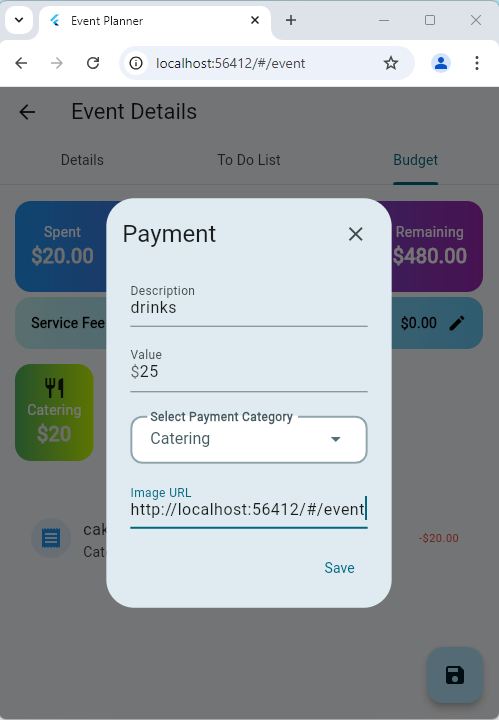 Event Planner
localhost:56412/#/event
Event Details
Details To Do List Budget
Spent Remaining
$20.00 $480.00
Service Fee $0.00
Catering
$20
Payment
Description
drinks
Value
$25
Select Payment Category
Catering
Image URL
http://localhost:56412/#/event
Save
-$20.00